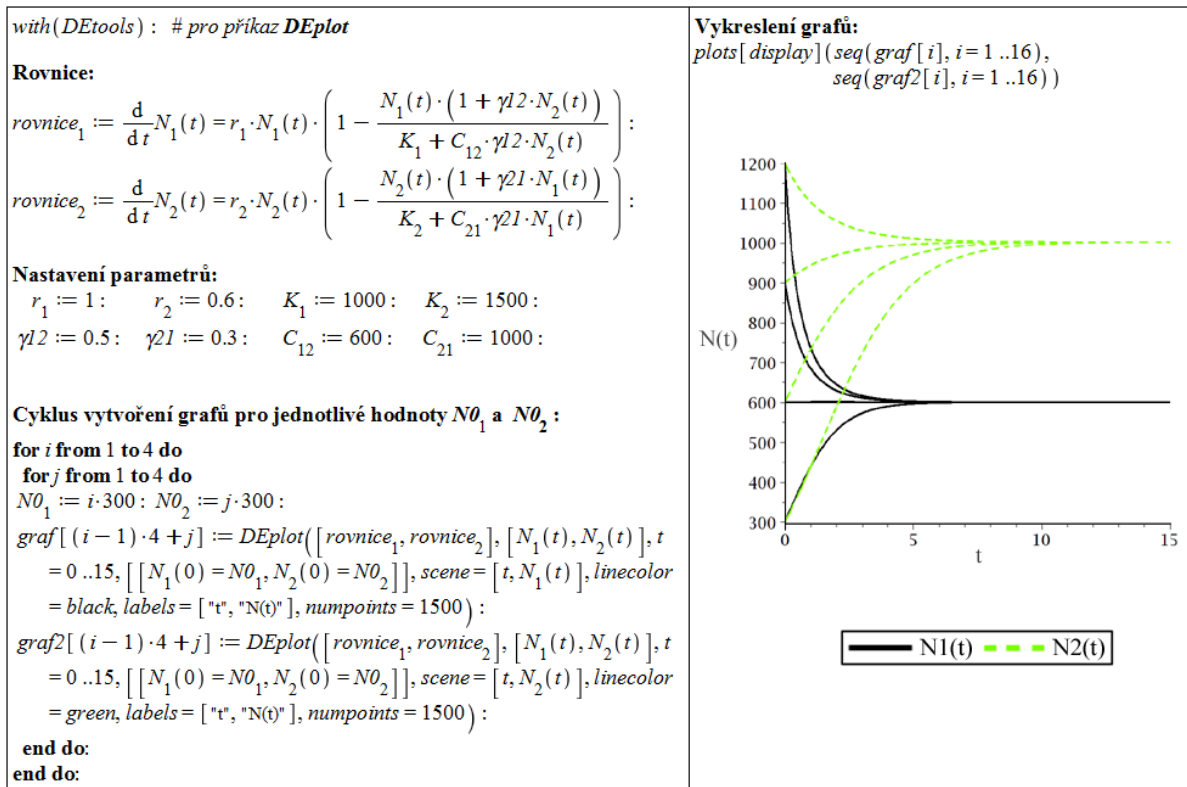 with(DEtools) : # pro příkaz DEplot
Rovnice:
rovnice₁ := d/dt N₁(t) = r₁·N₁(t)·(1 − N₁(t)·(1 + γ12·N₂(t)) / (K₁ + C₁₂·γ12·N₂(t))) :
rovnice₂ := d/dt N₂(t) = r₂·N₂(t)·(1 − N₂(t)·(1 + γ21·N₁(t)) / (K₂ + C₂₁·γ21·N₁(t))) :
Nastavení parametrů:
r₁ := 1 : r₂ := 0.6 : K₁ := 1000 : K₂ := 1500 :
γ12 := 0.5 : γ21 := 0.3 : C₁₂ := 600 : C₂₁ := 1000 :
Cyklus vytvoření grafů pro jednotlivé hodnoty N0₁ a N0₂ :
for i from 1 to 4 do
for j from 1 to 4 do
N0₁ := i·300 : N0₂ := j·300 :
graf[(i − 1)·4 + j] := DEplot([rovnice₁, rovnice₂], [N₁(t), N₂(t)], t
= 0 ..15, [[N₁(0) = N0₁, N₂(0) = N0₂]], scene = [t, N₁(t)], linecolor
= black, labels = ["t", "N(t)"], numpoints = 1500) :
graf2[(i − 1)·4 + j] := DEplot([rovnice₁, rovnice₂], [N₁(t), N₂(t)], t
= 0 ..15, [[N₁(0) = N0₁, N₂(0) = N0₂]], scene = [t, N₂(t)], linecolor
= green, labels = ["t", "N(t)"], numpoints = 1500) :
end do:
end do:
Vykreslení grafů:
plots[display](seq(graf[i], i = 1 ..16),
seq(graf2[i], i = 1 ..16))
1200
1100
1000
900
800
N(t)
700
600
500
400
300
0 5 10 15
t
N1(t) N2(t)